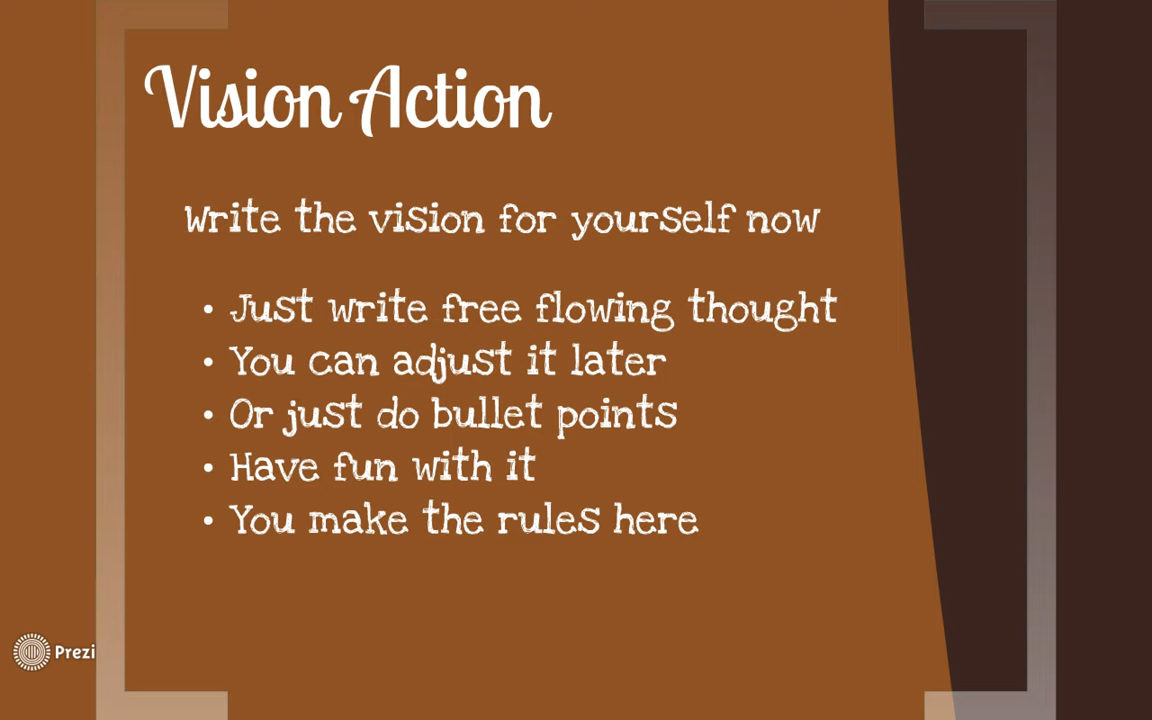 Vision Action
Write the vision for yourself now
• Just write free flowing thought
• You can adjust it later
• Or just do bullet points
• Have fun with it
• You make the rules here
Prezi